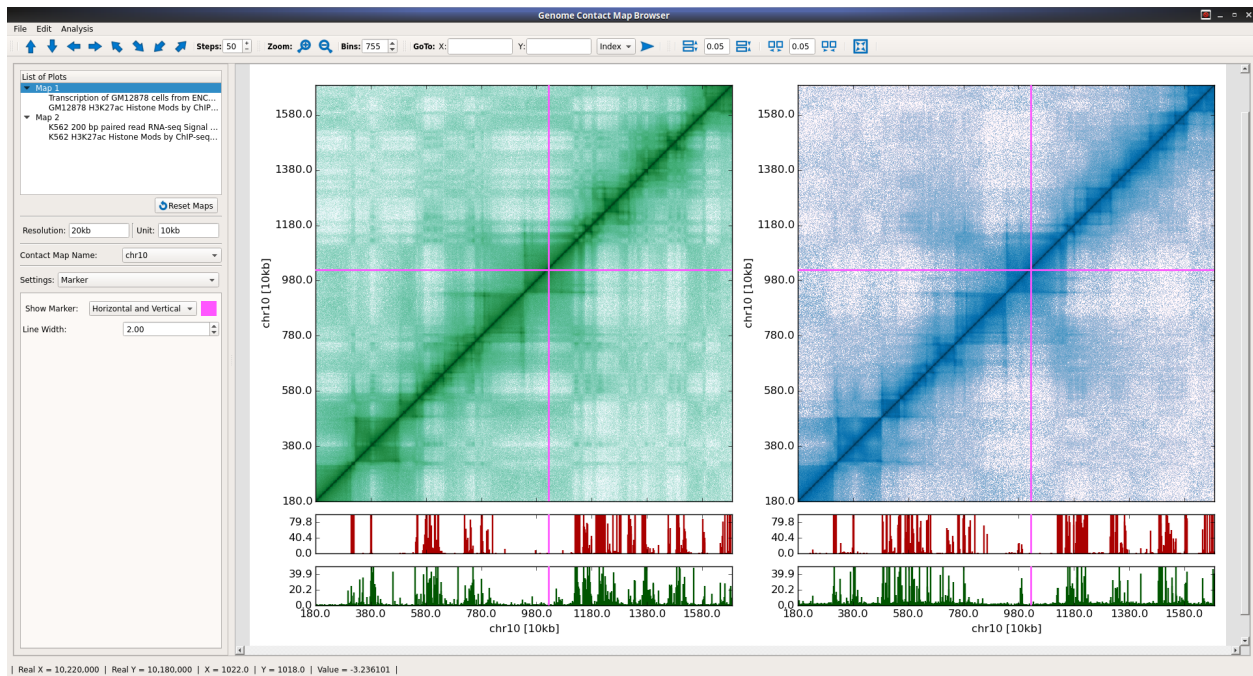 Genome Contact Map Browser
File Edit Analysis
Steps: 50 Zoom: Bins: 755 GoTo: X: Y: Index 0.05 0.05
List of Plots
Map 1
Transcription of GM12878 cells from ENC...
GM12878 H3K27ac Histone Mods by ChIP...
Map 2
K562 200 bp paired read RNA-seq Signal ...
K562 H3K27ac Histone Mods by ChIP-seq...
Reset Maps
Resolution: 20kb Unit: 10kb
Contact Map Name: chr10
Settings: Marker
Show Marker: Horizontal and Vertical
Line Width: 2.00
1580.0
1380.0
1180.0
980.0
780.0
580.0
380.0
180.0
chr10 [10kb]
79.8
40.4
0.0
39.9
20.2
0.0
180.0 380.0 580.0 780.0 980.0 1180.0 1380.0 1580.0
chr10 [10kb]
1580.0
1380.0
1180.0
980.0
780.0
580.0
380.0
180.0
chr10 [10kb]
79.8
40.4
0.0
39.9
20.2
0.0
180.0 380.0 580.0 780.0 980.0 1180.0 1380.0 1580.0
chr10 [10kb]
| Real X = 10,220,000 | Real Y = 10,180,000 | X = 1022.0 | Y = 1018.0 | Value = -3.236101 |